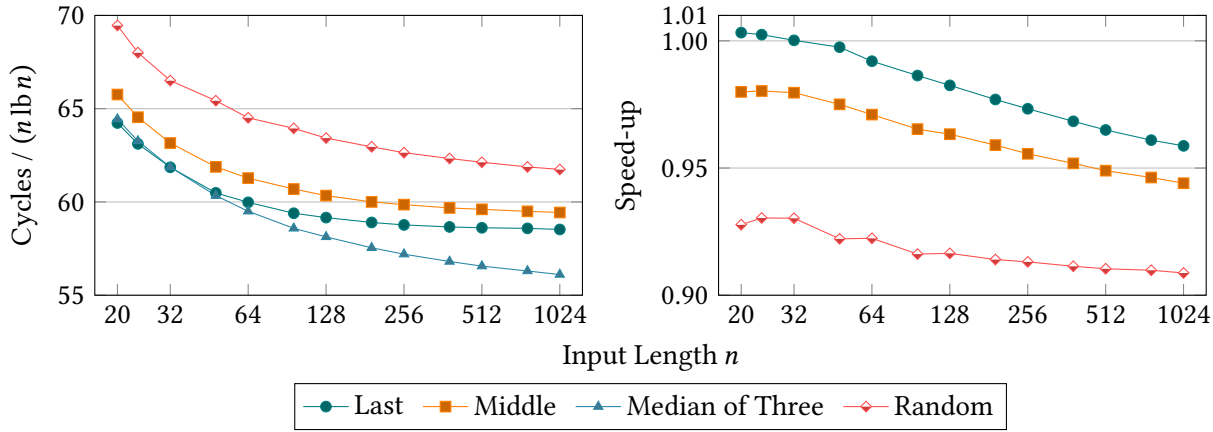 Cycles / (n lb n)
70
65
60
55
20 32 64 128 256 512 1024
Speed-up
1.01
1.00
0.95
0.90
20 32 64 128 256 512 1024
Input Length n
Last Middle Median of Three Random